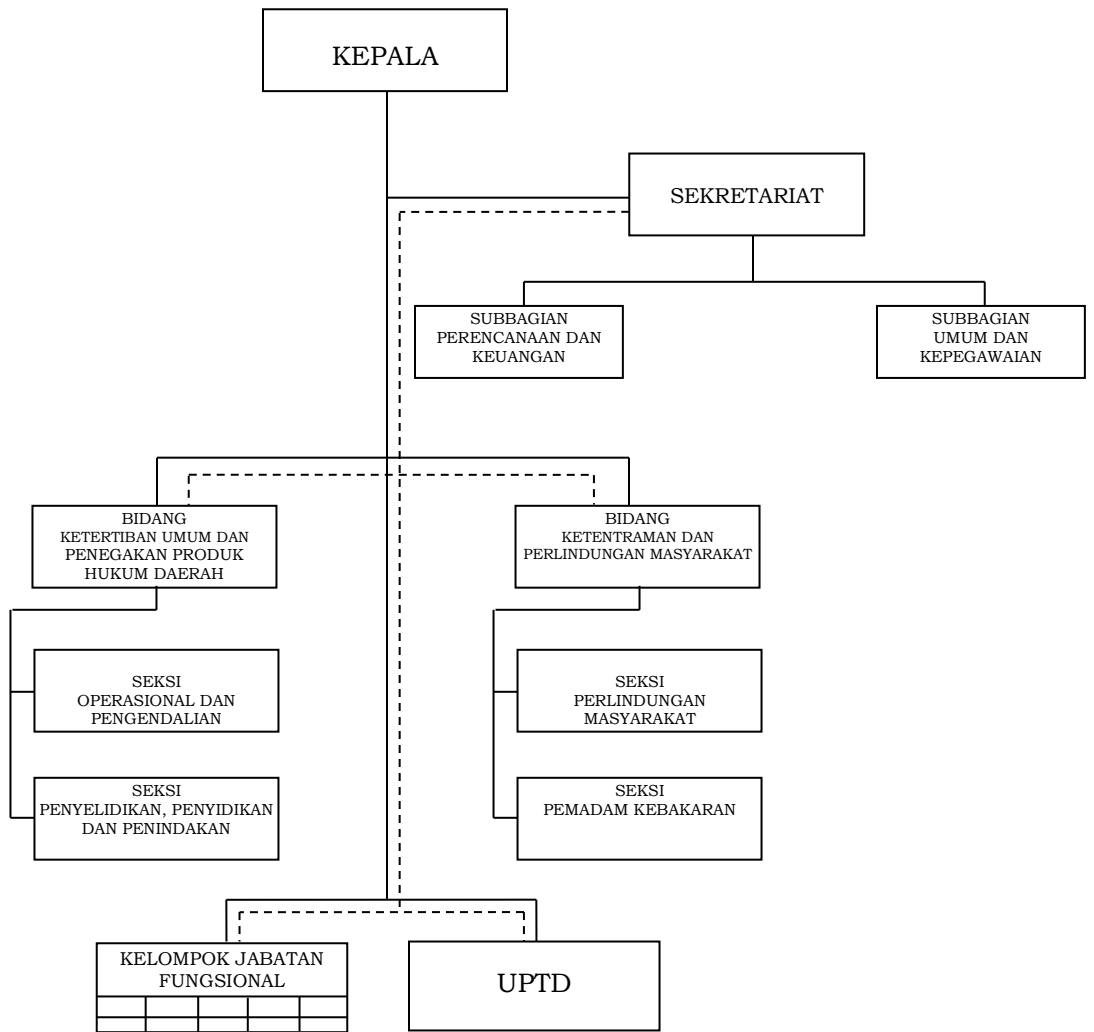 KEPALA
SEKRETARIAT
SUBBAGIAN
PERENCANAAN DAN
KEUANGAN
SUBBAGIAN
UMUM DAN
KEPEGAWAIAN
BIDANG
KETERTIBAN UMUM DAN
PENEGAKAN PRODUK
HUKUM DAERAH
BIDANG
KETENTRAMAN DAN
PERLINDUNGAN MASYARAKAT
SEKSI
OPERASIONAL DAN
PENGENDALIAN
SEKSI
PERLINDUNGAN
MASYARAKAT
SEKSI
PENYELIDIKAN, PENYIDIKAN
DAN PENINDAKAN
SEKSI
PEMADAM KEBAKARAN
KELOMPOK JABATAN
FUNGSIONAL
UPTD